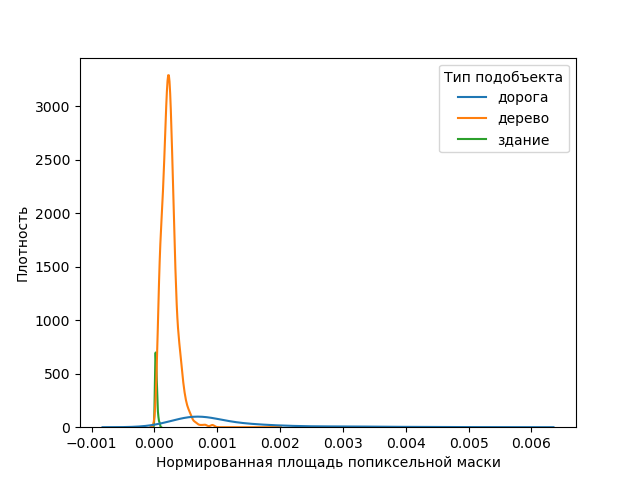 Тип подобъекта
дорога
дерево
здание
Плотность
3000
2500
2000
1500
1000
500
0
−0.001 0.000 0.001 0.002 0.003 0.004 0.005 0.006
Нормированная площадь попиксельной маски